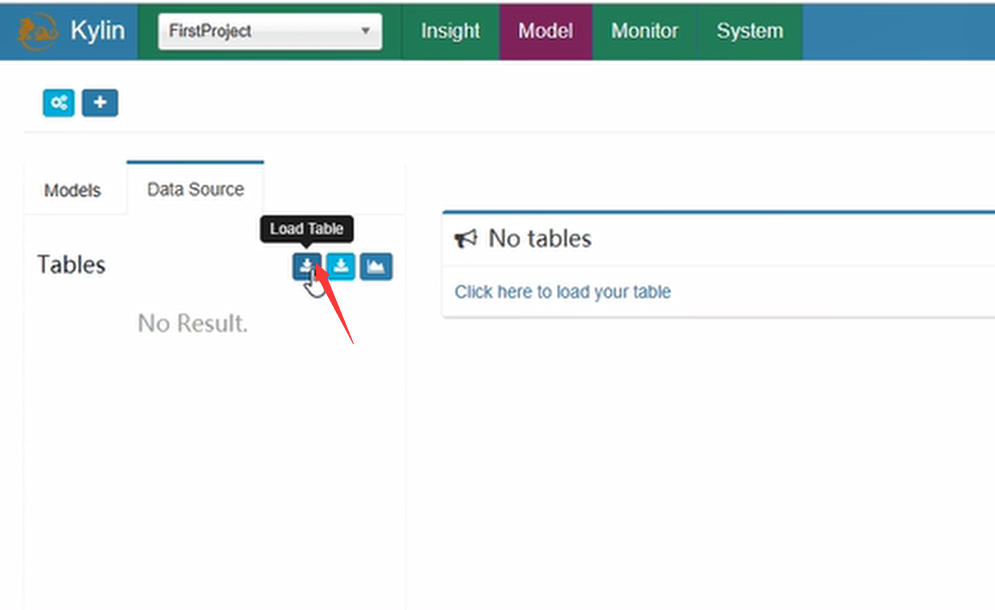 Kylin FirstProject Insight Model Monitor System
Models Data Source
Load Table
Tables
No Result.
No tables
Click here to load your table